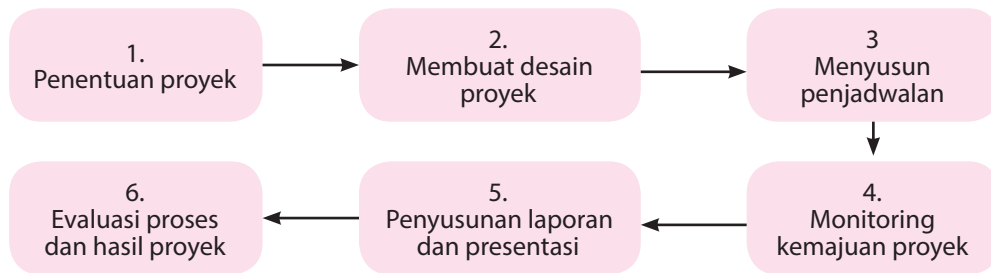 1.
Penentuan proyek
2.
Membuat desain
proyek
3
Menyusun
penjadwalan
4.
Monitoring
kemajuan proyek
5.
Penyusunan laporan
dan presentasi
6.
Evaluasi proses
dan hasil proyek